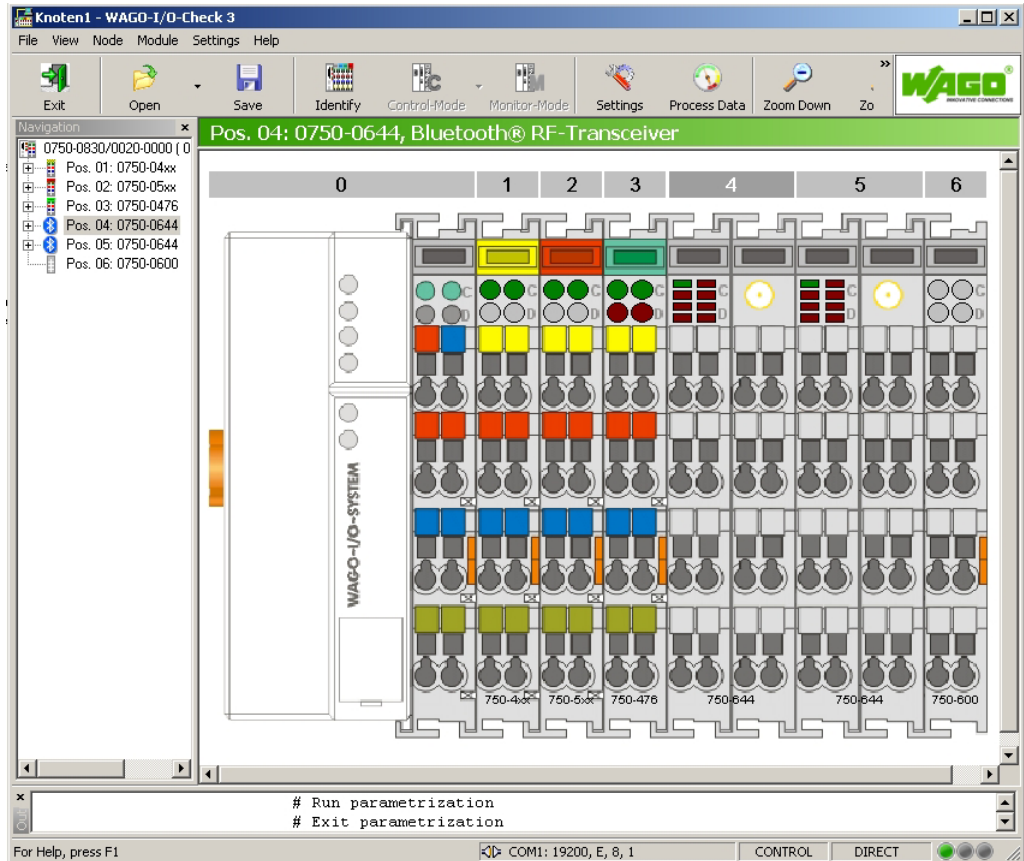 Knoten1 - WAGO-I/O-Check 3
File View Node Module Settings Help
Exit Open Save Identify Control-Mode Monitor-Mode Settings Process Data Zoom Down Zo »
WAGO®
INNOVATIVE CONNECTIONS
Navigation
Pos. 04: 0750-0644, Bluetooth® RF-Transceiver
0750-0830/0020-0000 ( 0
Pos. 01: 0750-04xx
Pos. 02: 0750-05xx
Pos. 03: 0750-0476
Pos. 04: 0750-0644
Pos. 05: 0750-0644
Pos. 06: 0750-0600
0 1 2 3 4 5 6
C C C C C C C
D D D D D D D
WAGO-I/O-SYSTEM
750-4xx 750-5xx 750-476 750-644 750-644 750-600
Out
# Run parametrization
# Exit parametrization
For Help, press F1
COM1: 19200, E, 8, 1
CONTROL
DIRECT